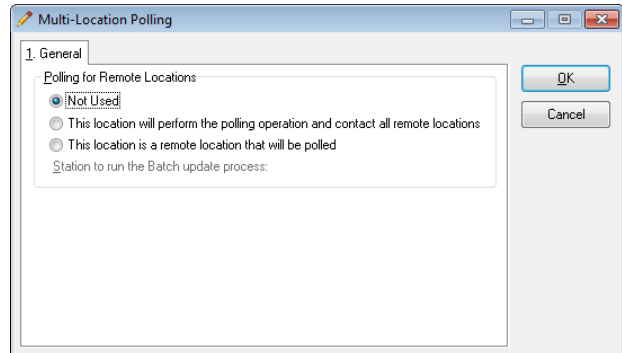 Multi-Location Polling
1. General
Polling for Remote Locations
Not Used
This location will perform the polling operation and contact all remote locations
This location is a remote location that will be polled
Station to run the Batch update process:
OK
Cancel